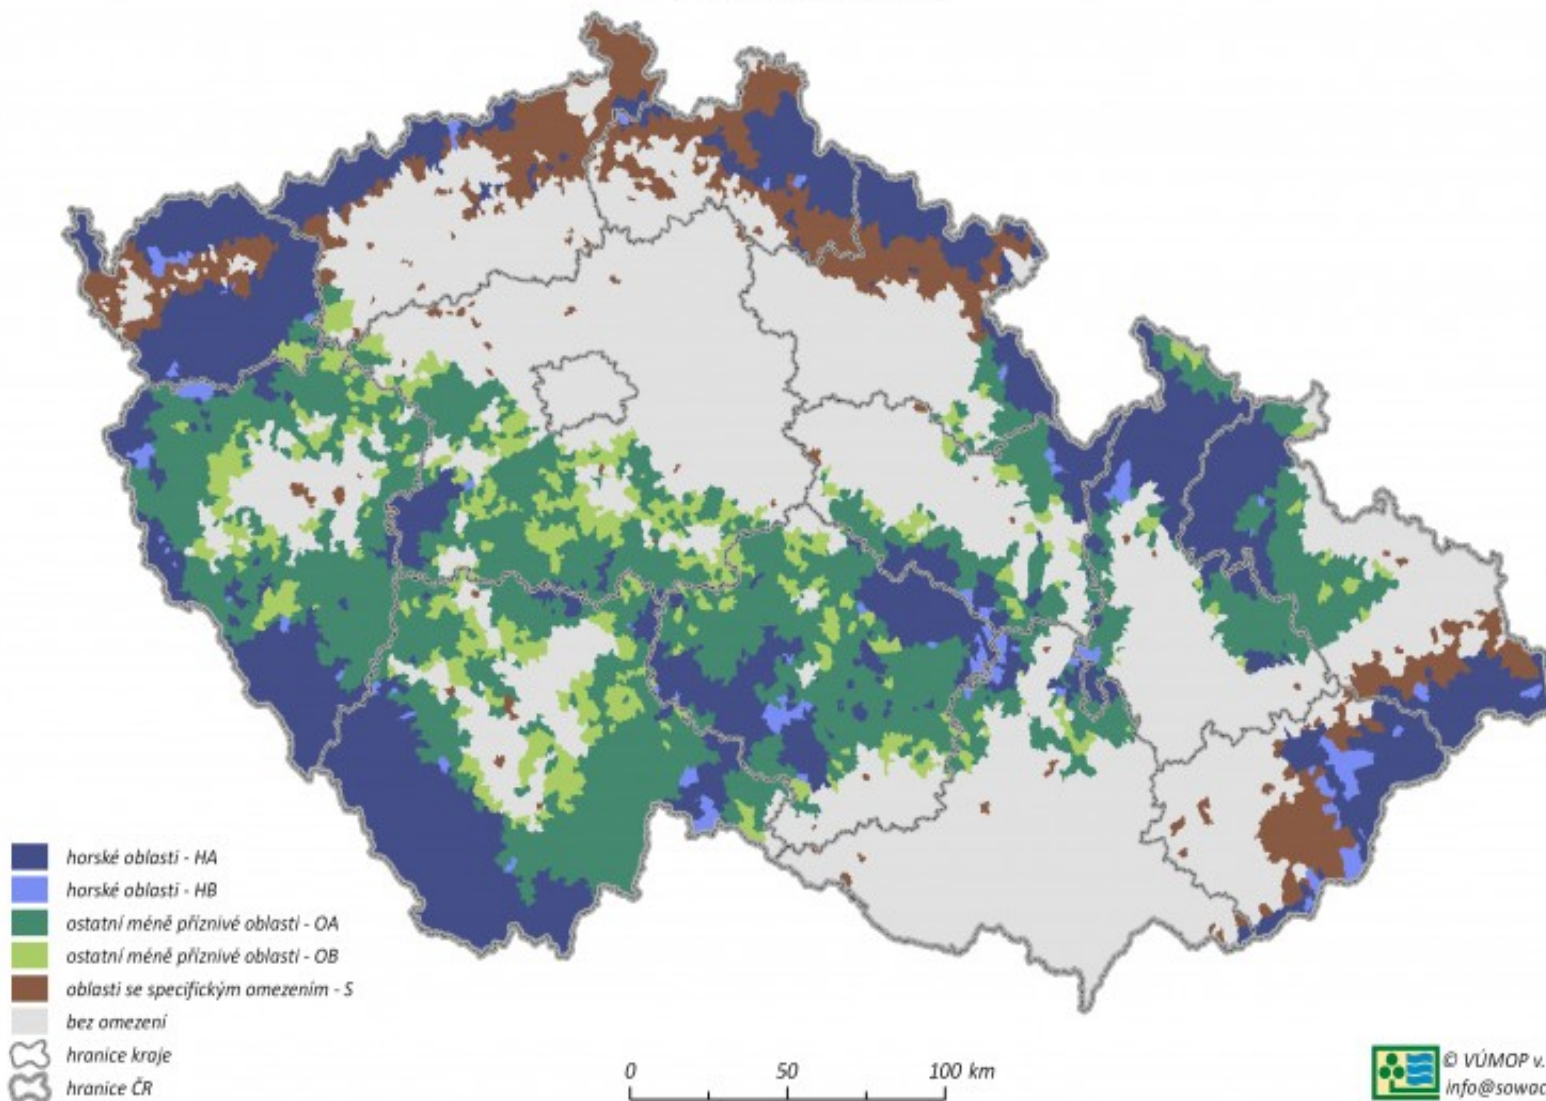 horské oblasti - HA
horské oblasti - HB
ostatní méně příznivé oblasti - OA
ostatní méně příznivé oblasti - OB
oblasti se specifickým omezením - S
bez omezení
hranice kraje
hranice ČR
0 50 100 km
© VÚMOP v.
info@sowac